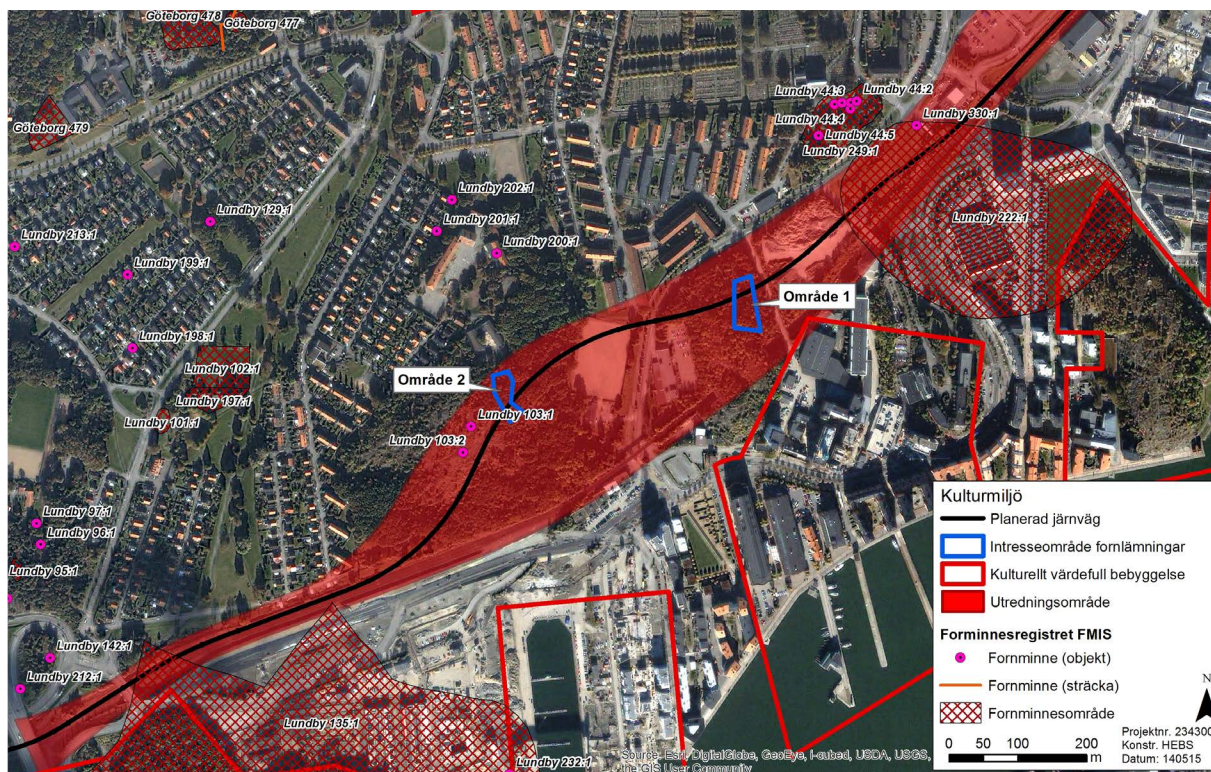 Göteborg 478
Göteborg 477
Göteborg 479
Lundby 44:3
Lundby 44:2
Lundby 44:4
Lundby 44:5
Lundby 249:1
Lundby 330:1
Lundby 202:1
Lundby 129:1
Lundby 201:1
Lundby 222:1
Lundby 213:1
Lundby 200:1
Lundby 199:1
Område 1
Lundby 198:1
Lundby 102:1
Område 2
Lundby 197:1
Lundby 101:1
Lundby 103:1
Lundby 103:2
Lundby 97:1
Lundby 96:1
Lundby 95:1
Lundby 142:1
Lundby 212:1
Lundby 135:1
Lundby 232:1
Kulturmiljö
Planerad järnväg
Intresseområde fornlämningar
Kulturellt värdefull bebyggelse
Utredningsområde
Forminnesregistret FMIS
Fornminne (objekt)
Fornminne (sträcka)
Fornminnesområde
N
0 50 100 200
m
Projektnr. 234300
Konstr. HEBS
Datum: 140515
Source: Esri, DigitalGlobe, GeoEye, i-cubed, USDA, USGS,
the GIS User Community